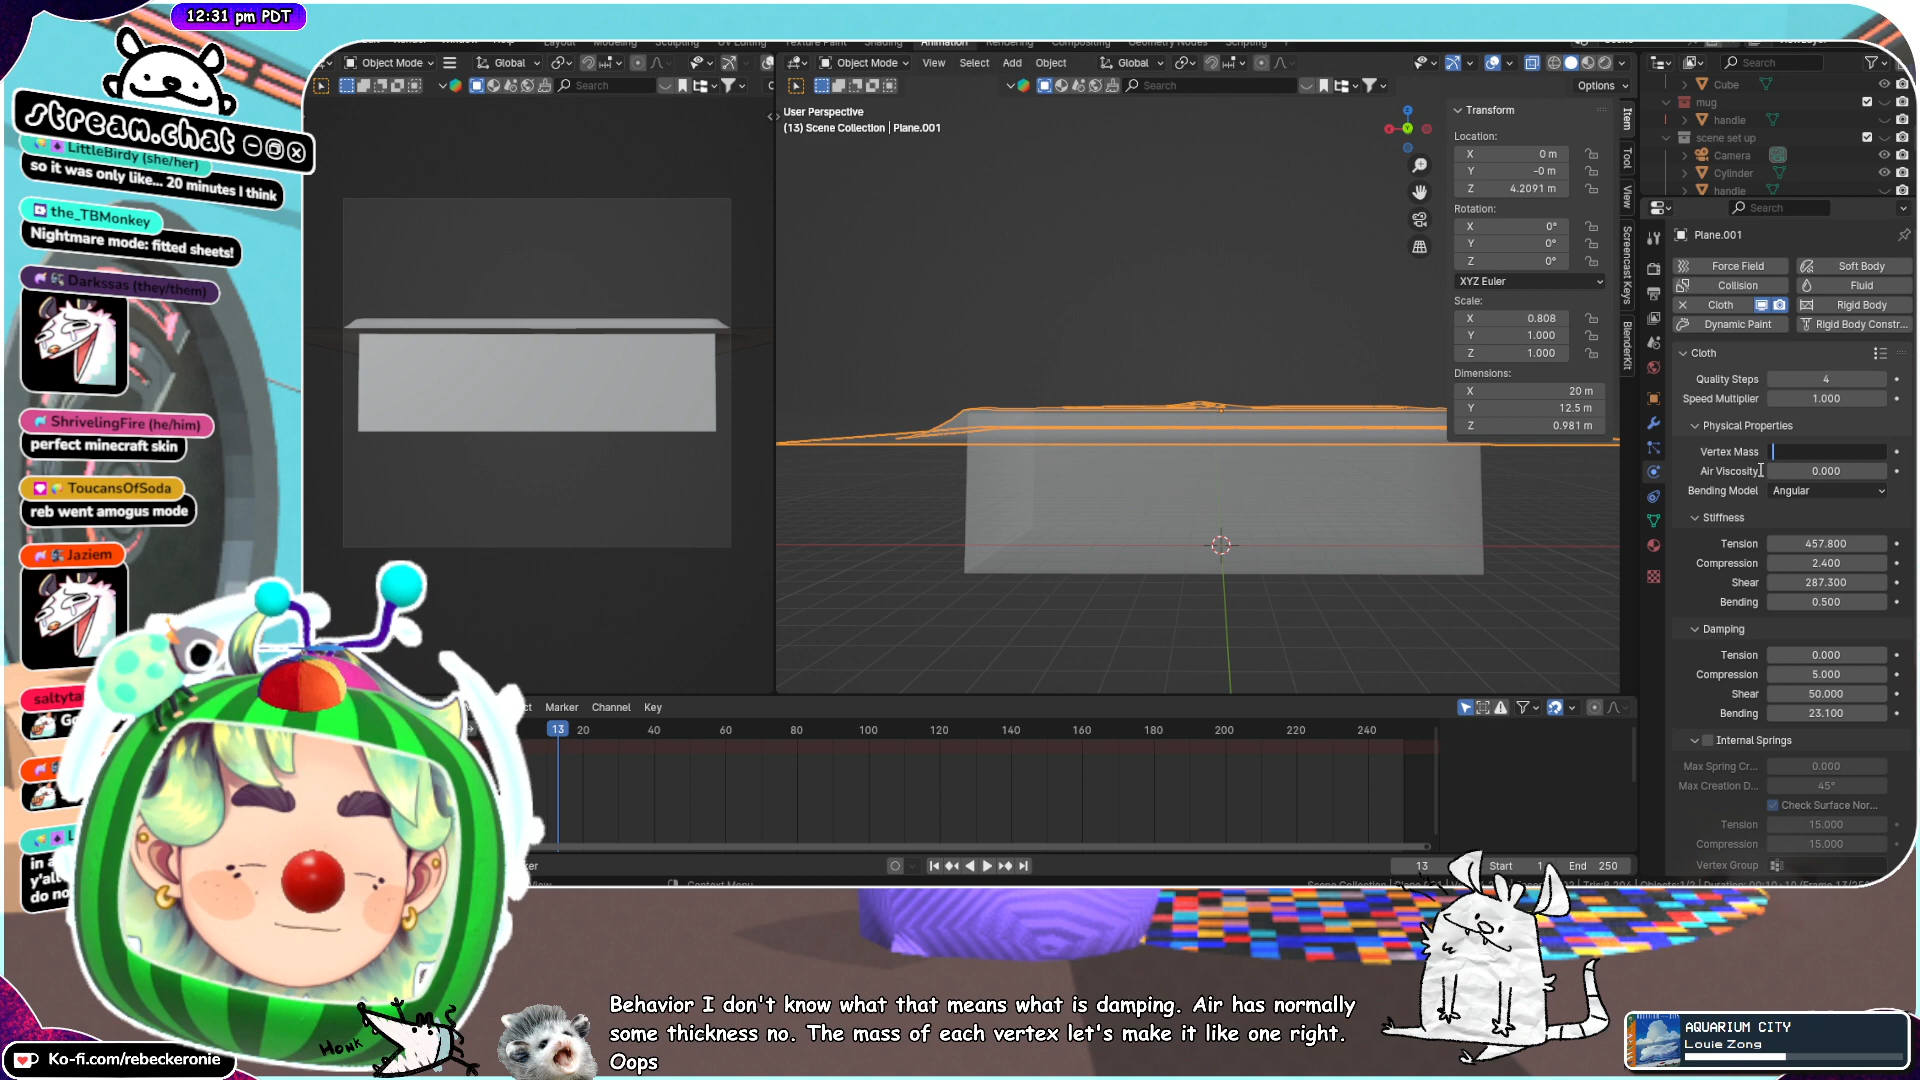 12:31 pm PDT
stream.chat
LittleBirdy (she/her)
so it was only like... 20 minutes I think
the_TBMonkey
Nightmare mode: fitted sheets!
Darkssas (they/them)
ShrivelingFire (he/him)
perfect minecraft skin
ToucansOfSoda
reb went amogus mode
Jaziem
Layout Modeling Sculpting UV Editing Texture Paint Shading Animation Rendering Compositing Geometry Nodes Scripting
Object Mode Global
Object Mode View Select Add Object Global
Search
Search
Options
User Perspective
(13) Scene Collection | Plane.001
Transform
Location:
X 0 m
Y -0 m
Z 4.2091 m
Rotation:
X 0°
Y 0°
Z 0°
XYZ Euler
Scale:
X 0.808
Y 1.000
Z 1.000
Dimensions:
X 20 m
Y 12.5 m
Z 0.981 m
Item
Tool
View
Screencast Keys
BlenderKit
Search
Cube
mug
handle
scene set up
Camera
Cylinder
handle
Search
Plane.001
Force Field Soft Body
Collision Fluid
Cloth Rigid Body
Dynamic Paint Rigid Body Constr...
Cloth
Quality Steps 4
Speed Multiplier 1.000
Physical Properties
Vertex Mass
Air Viscosity 0.000
Bending Model Angular
Stiffness
Tension 457.800
Compression 2.400
Shear 287.300
Bending 0.500
Damping
Tension 0.000
Compression 5.000
Shear 50.000
Bending 23.100
Internal Springs
Max Spring Cr... 0.000
Max Creation D... 45°
Check Surface Nor...
Tension 15.000
Compression 15.000
Vertex Group
Marker Channel Key
13 20 40 60 80 100 120 140 160 180 200 220 240
13 Start 1 End 250
Honk
Ko-fi.com/rebeckeronie
Behavior I don't know what that means what is damping. Air has normally
some thickness no. The mass of each vertex let's make it like one right.
Oops
AQUARIUM CITY
Louie Zong